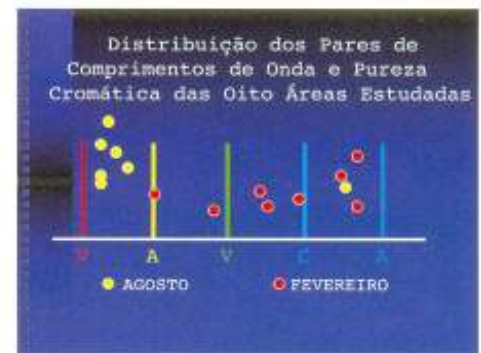 Distribuição dos Pares de
Comprimentos de Onda e Pureza
Cromática das Oito Áreas Estudadas
V A V C A
AGOSTO FEVEREIRO